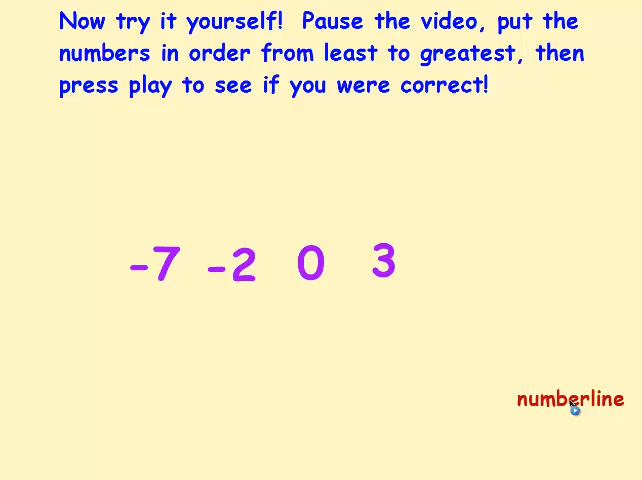 Now try it yourself! Pause the video, put the
numbers in order from least to greatest, then
press play to see if you were correct!
-7 -2 0 3
numberline